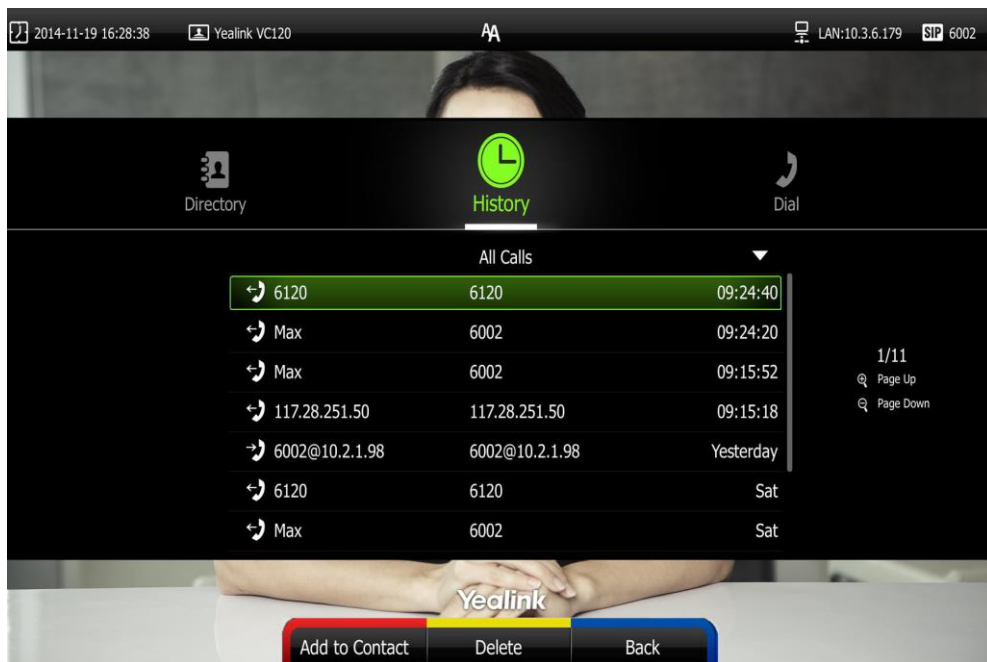 2014-11-19 16:28:38 Yealink VC120 AA LAN:10.3.6.179 SIP 6002
Directory History Dial
All Calls
6120 6120 09:24:40
Max 6002 09:24:20
Max 6002 09:15:52
117.28.251.50 117.28.251.50 09:15:18
6002@10.2.1.98 6002@10.2.1.98 Yesterday
6120 6120 Sat
Max 6002 Sat
1/11
Page Up
Page Down
Yealink
Add to Contact Delete Back